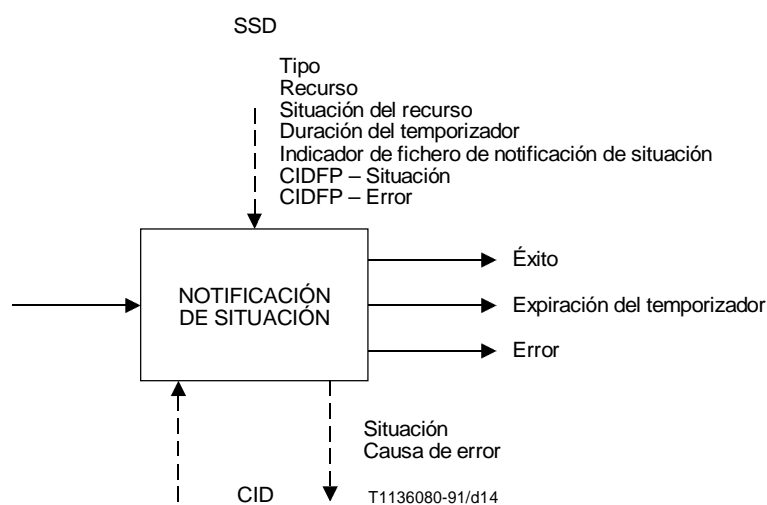 SSD
Tipo
Recurso
Situación del recurso
Duración del temporizador
Indicador de fichero de notificación de situación
CIDFP – Situación
CIDFP – Error
NOTIFICACIÓN
DE SITUACIÓN
Éxito
Expiración del temporizador
Error
Situación
Causa de error
CID
T1136080-91/d14